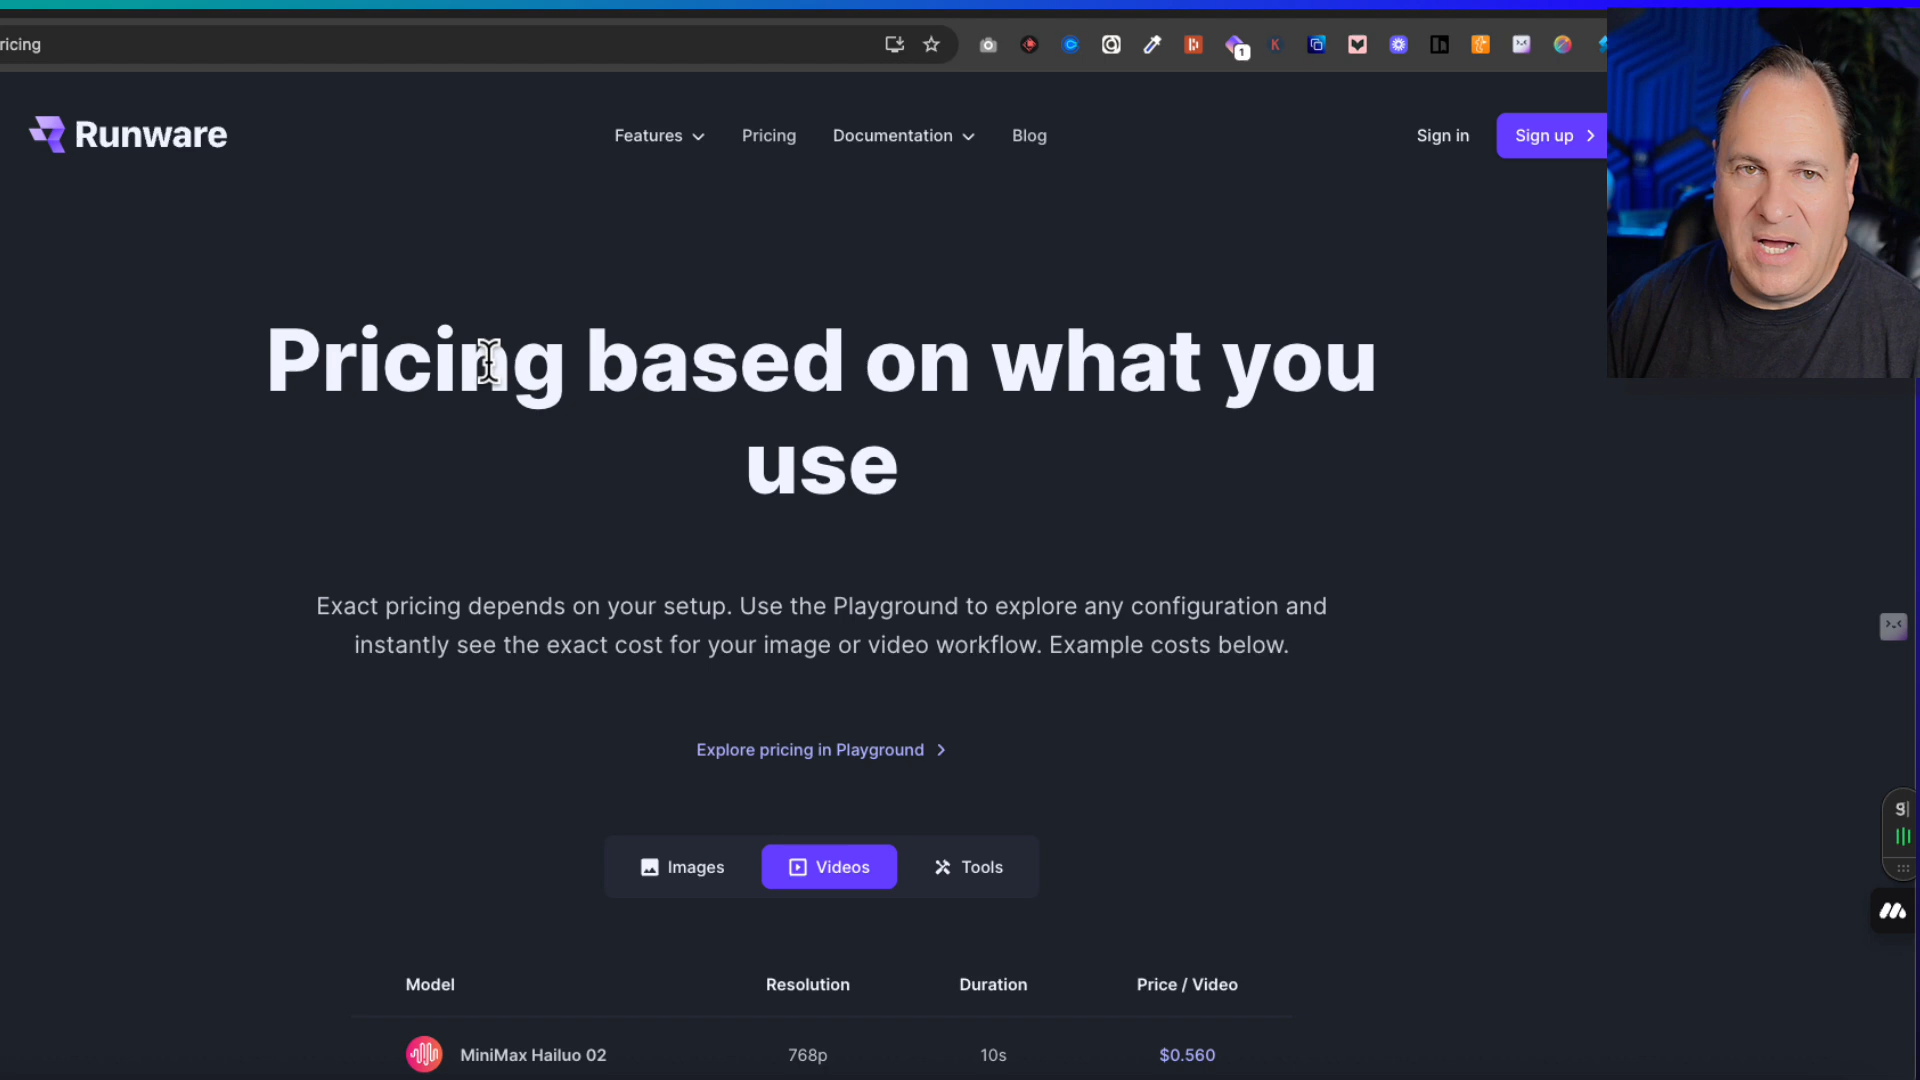 ricing
1
Runware
Features
Pricing
Documentation
Blog
Sign in
Sign up
Pricing based on what you
use
Exact pricing depends on your setup. Use the Playground to explore any configuration and
instantly see the exact cost for your image or video workflow. Example costs below.
Explore pricing in Playground
Images
Videos
Tools
Model
Resolution
Duration
Price / Video
MiniMax Hailuo 02
768p
10s
$0.560